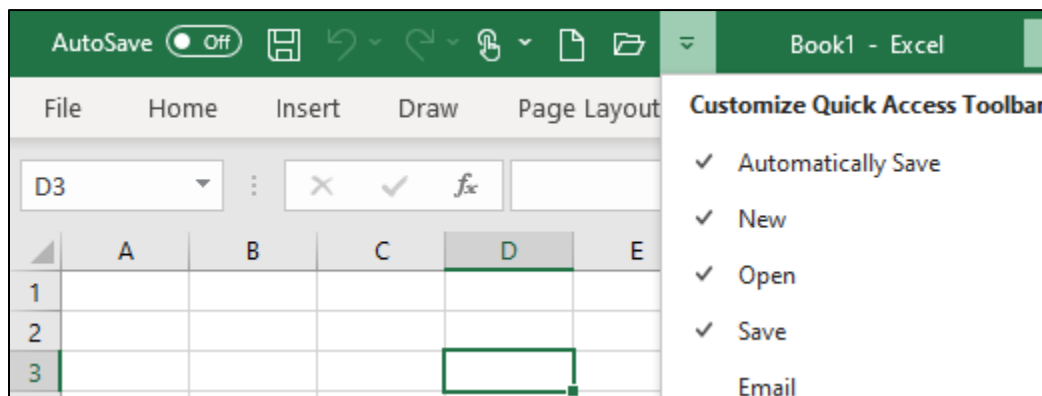 AutoSave Off Book1 - Excel
File Home Insert Draw Page Layout
Customize Quick Access Toolbar
D3 fx
Automatically Save
New
Open
Save
Email
A B C D E
1
2
3